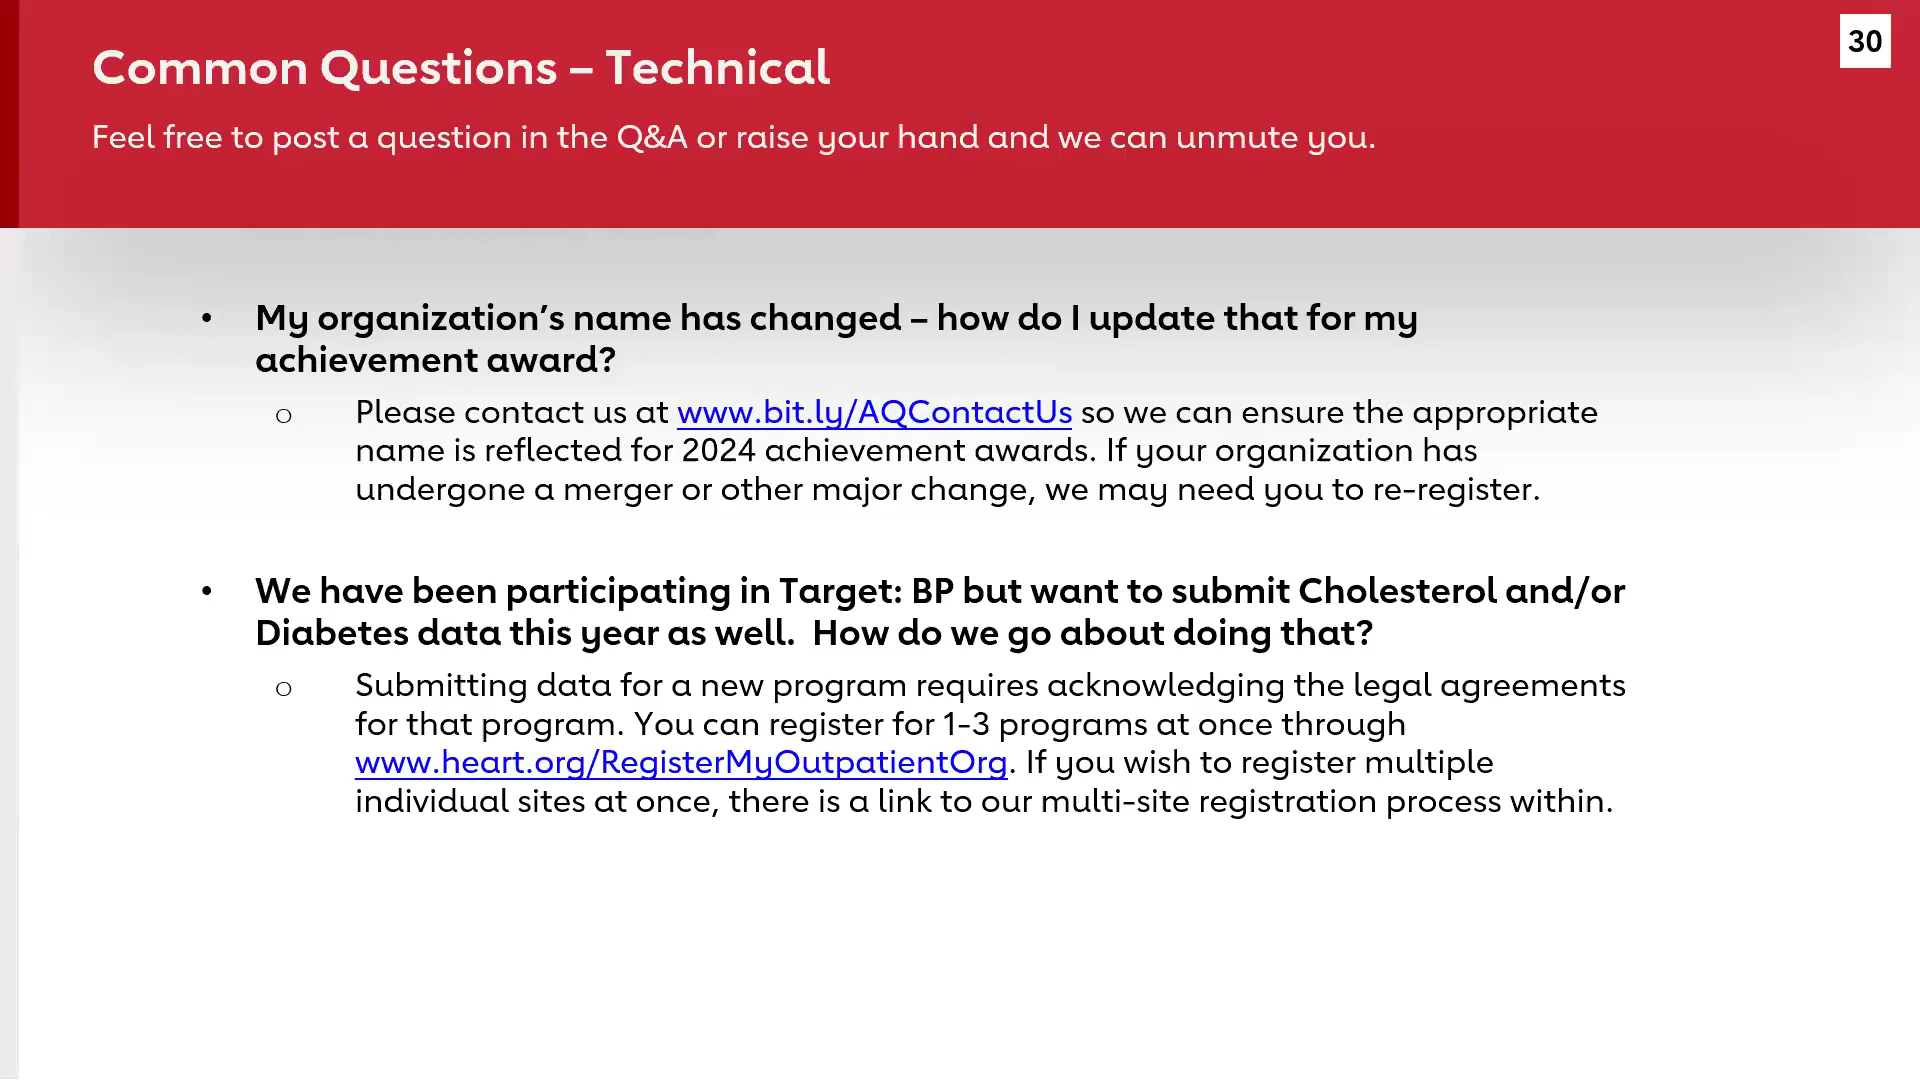 30
Common Questions – Technical
Feel free to post a question in the Q&A or raise your hand and we can unmute you.
• My organization’s name has changed – how do I update that for my
achievement award?
o Please contact us at www.bit.ly/AQContactUs so we can ensure the appropriate
name is reflected for 2024 achievement awards. If your organization has
undergone a merger or other major change, we may need you to re-register.
• We have been participating in Target: BP but want to submit Cholesterol and/or
Diabetes data this year as well.  How do we go about doing that?
o Submitting data for a new program requires acknowledging the legal agreements
for that program. You can register for 1-3 programs at once through
www.heart.org/RegisterMyOutpatientOrg. If you wish to register multiple
individual sites at once, there is a link to our multi-site registration process within.